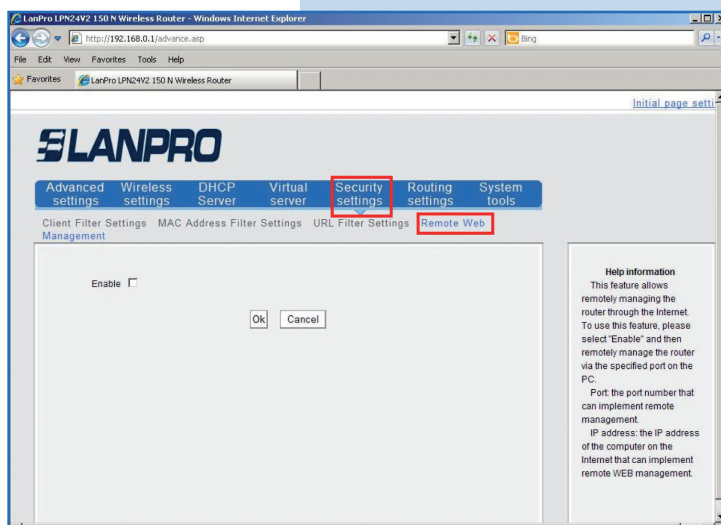 LanPro LPN24V2 150 N Wireless Router - Windows Internet Explorer
http://192.168.0.1/advance.asp
Bing
File Edit View Favorites Tools Help
Favorites LanPro LPN24V2 150 N Wireless Router
Initial page setti
LANPRO
Advanced settings Wireless settings DHCP Server Virtual server Security settings Routing settings System tools
Client Filter Settings MAC Address Filter Settings URL Filter Settings Remote Web
Management
Enable
Ok Cancel
Help information
This feature allows
remotely managing the
router through the Internet.
To use this feature, please
select "Enable" and then
remotely manage the router
via the specified port on the
PC.
Port: the port number that
can implement remote
management.
IP address: the IP address
of the computer on the
Internet that can implement
remote WEB management.